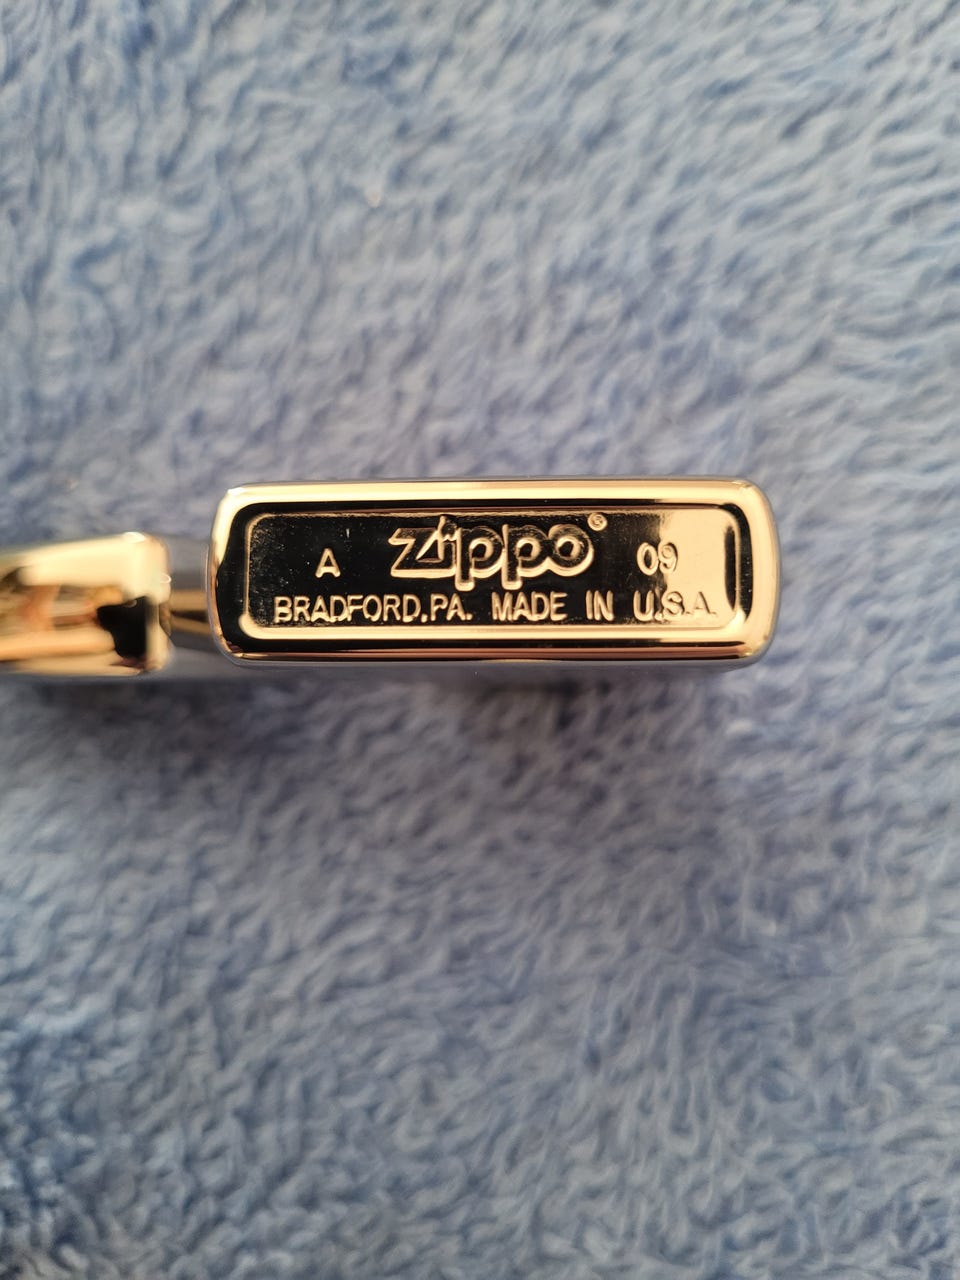 A Zippo® 09
BRADFORD,PA. MADE IN U.S.A.